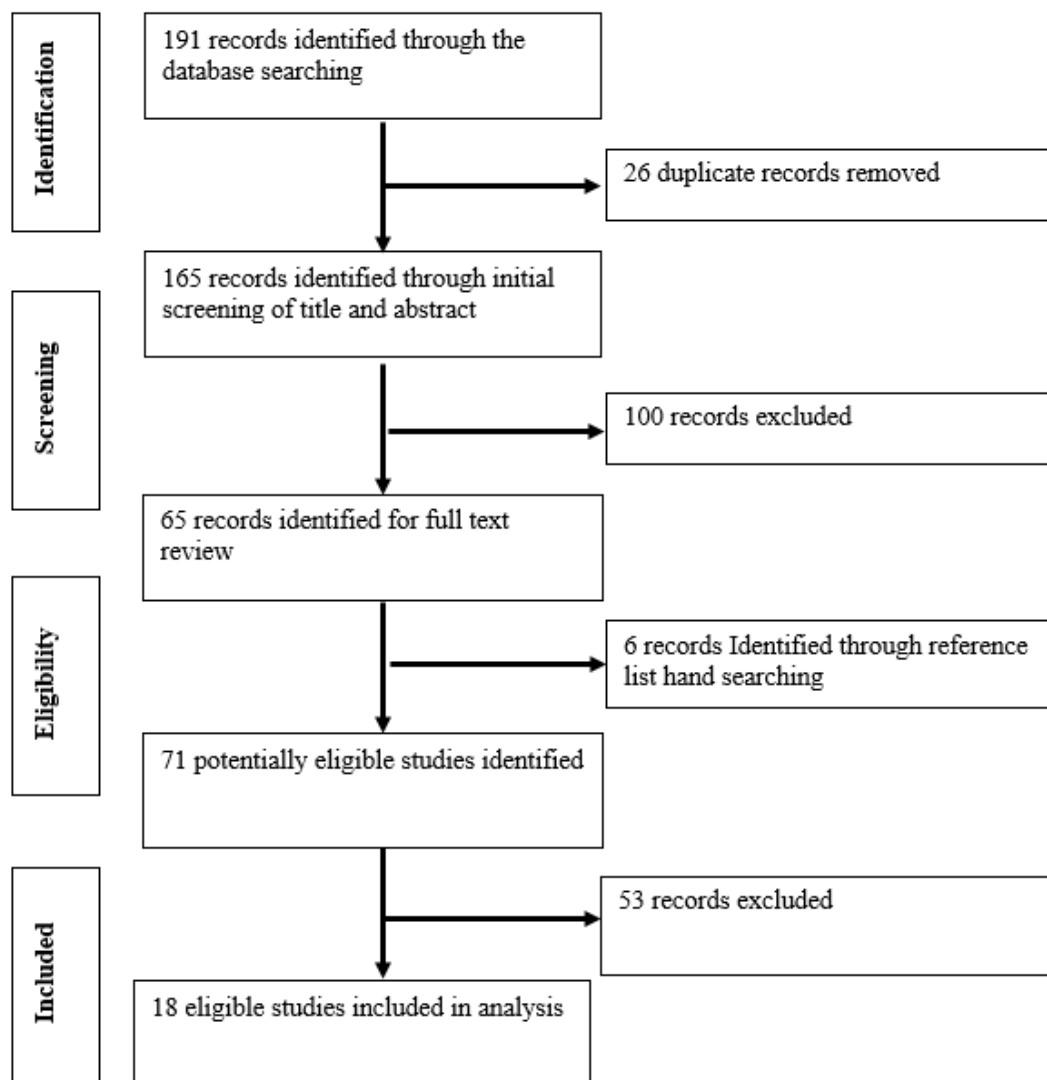 Identification
191 records identified through the
database searching
26 duplicate records removed
Screening
165 records identified through initial
screening of title and abstract
100 records excluded
65 records identified for full text
review
Eligibility
6 records Identified through reference
list hand searching
71 potentially eligible studies identified
Included
53 records excluded
18 eligible studies included in analysis